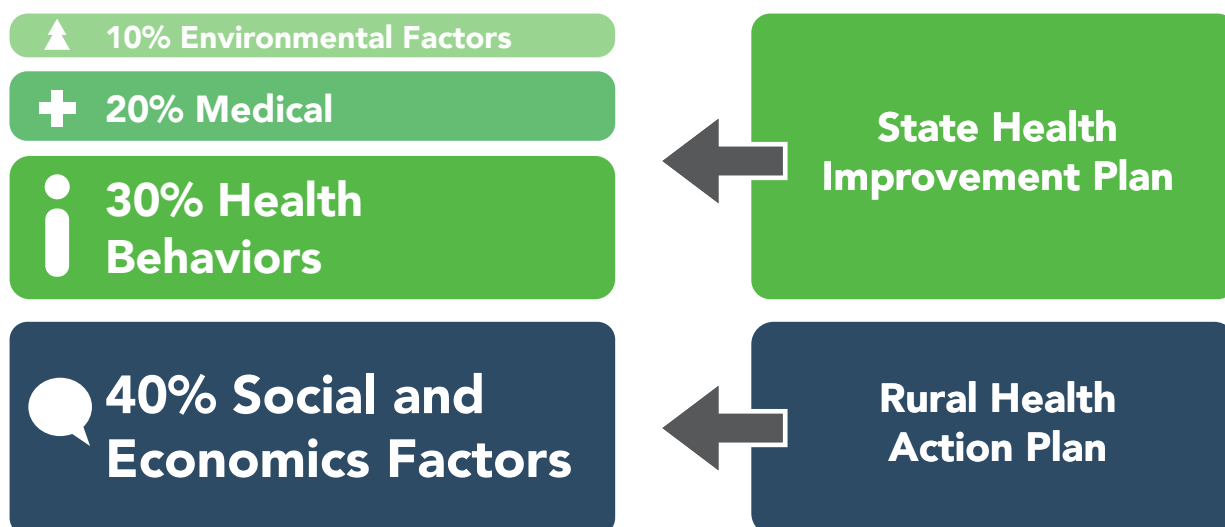 10% Environmental Factors
20% Medical
30% Health
Behaviors
40% Social and
Economics Factors
State Health
Improvement Plan
Rural Health
Action Plan